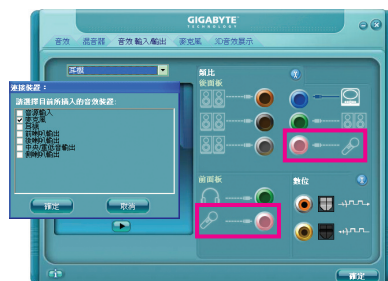 GIGABYTE
音效 混音器 音效輸入/輸出 麥克風 3D音效展示
耳機
類比
後面板
連接裝置：
請選擇目前所插入的音效裝置：
音源輸入
麥克風
耳機
前喇叭輸出
後喇叭輸出
中央/重低音輸出
側喇叭輸出
確定 取消
前面板
數位
確定